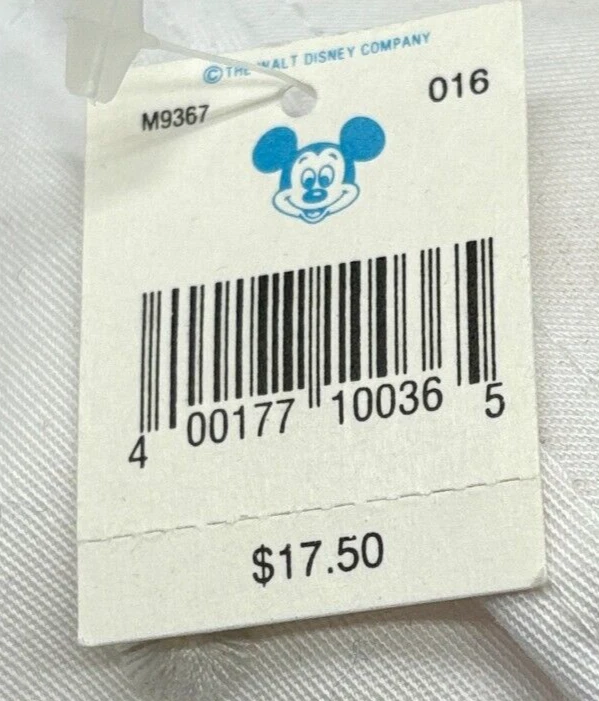 © THE WALT DISNEY COMPANY
M9367 016
4 00177 10036 5
$17.50